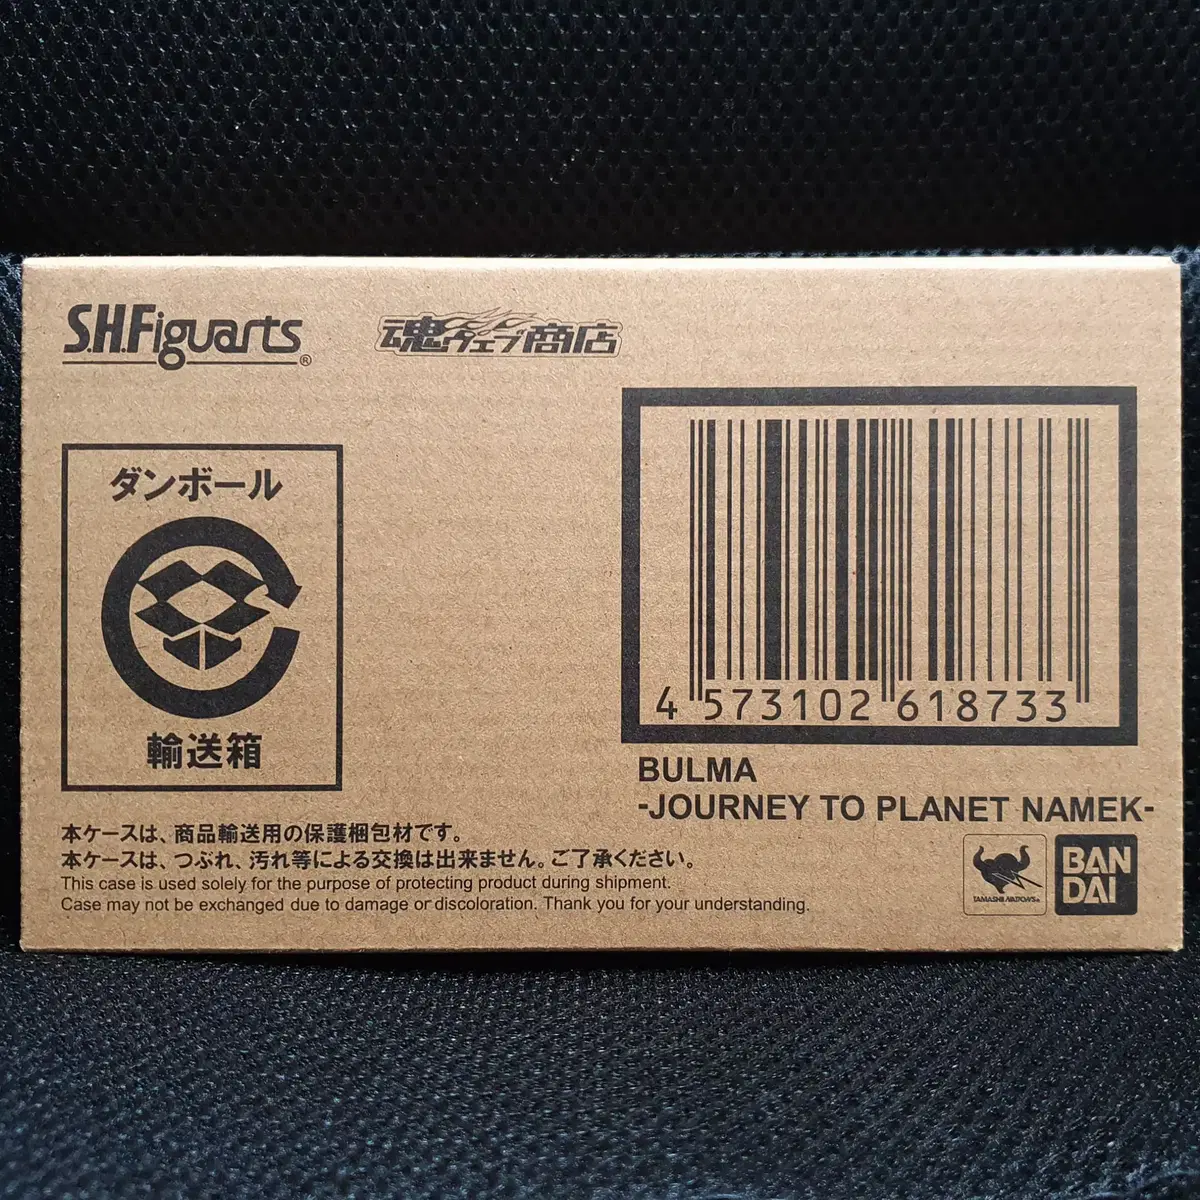 S.H.Figuarts®
魂ウェブ商店
ダンボール
輸送箱
4 573102 618733
BULMA
-JOURNEY TO PLANET NAMEK-
本ケースは、商品輸送用の保護梱包材です。
本ケースは、つぶれ、汚れ等による交換は出来ません。ご了承ください。
This case is used solely for the purpose of protecting product during shipment.
Case may not be exchanged due to damage or discoloration. Thank you for your understanding.
TAMASHII NATIONS®
BAN
DAI